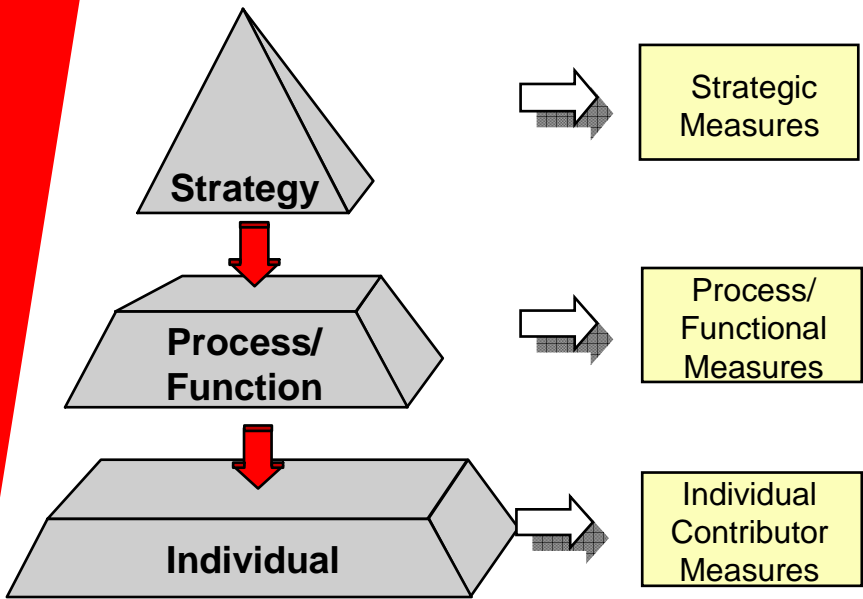 Strategy
Strategic
Measures
Process/
Function
Process/
Functional
Measures
Individual
Individual
Contributor
Measures